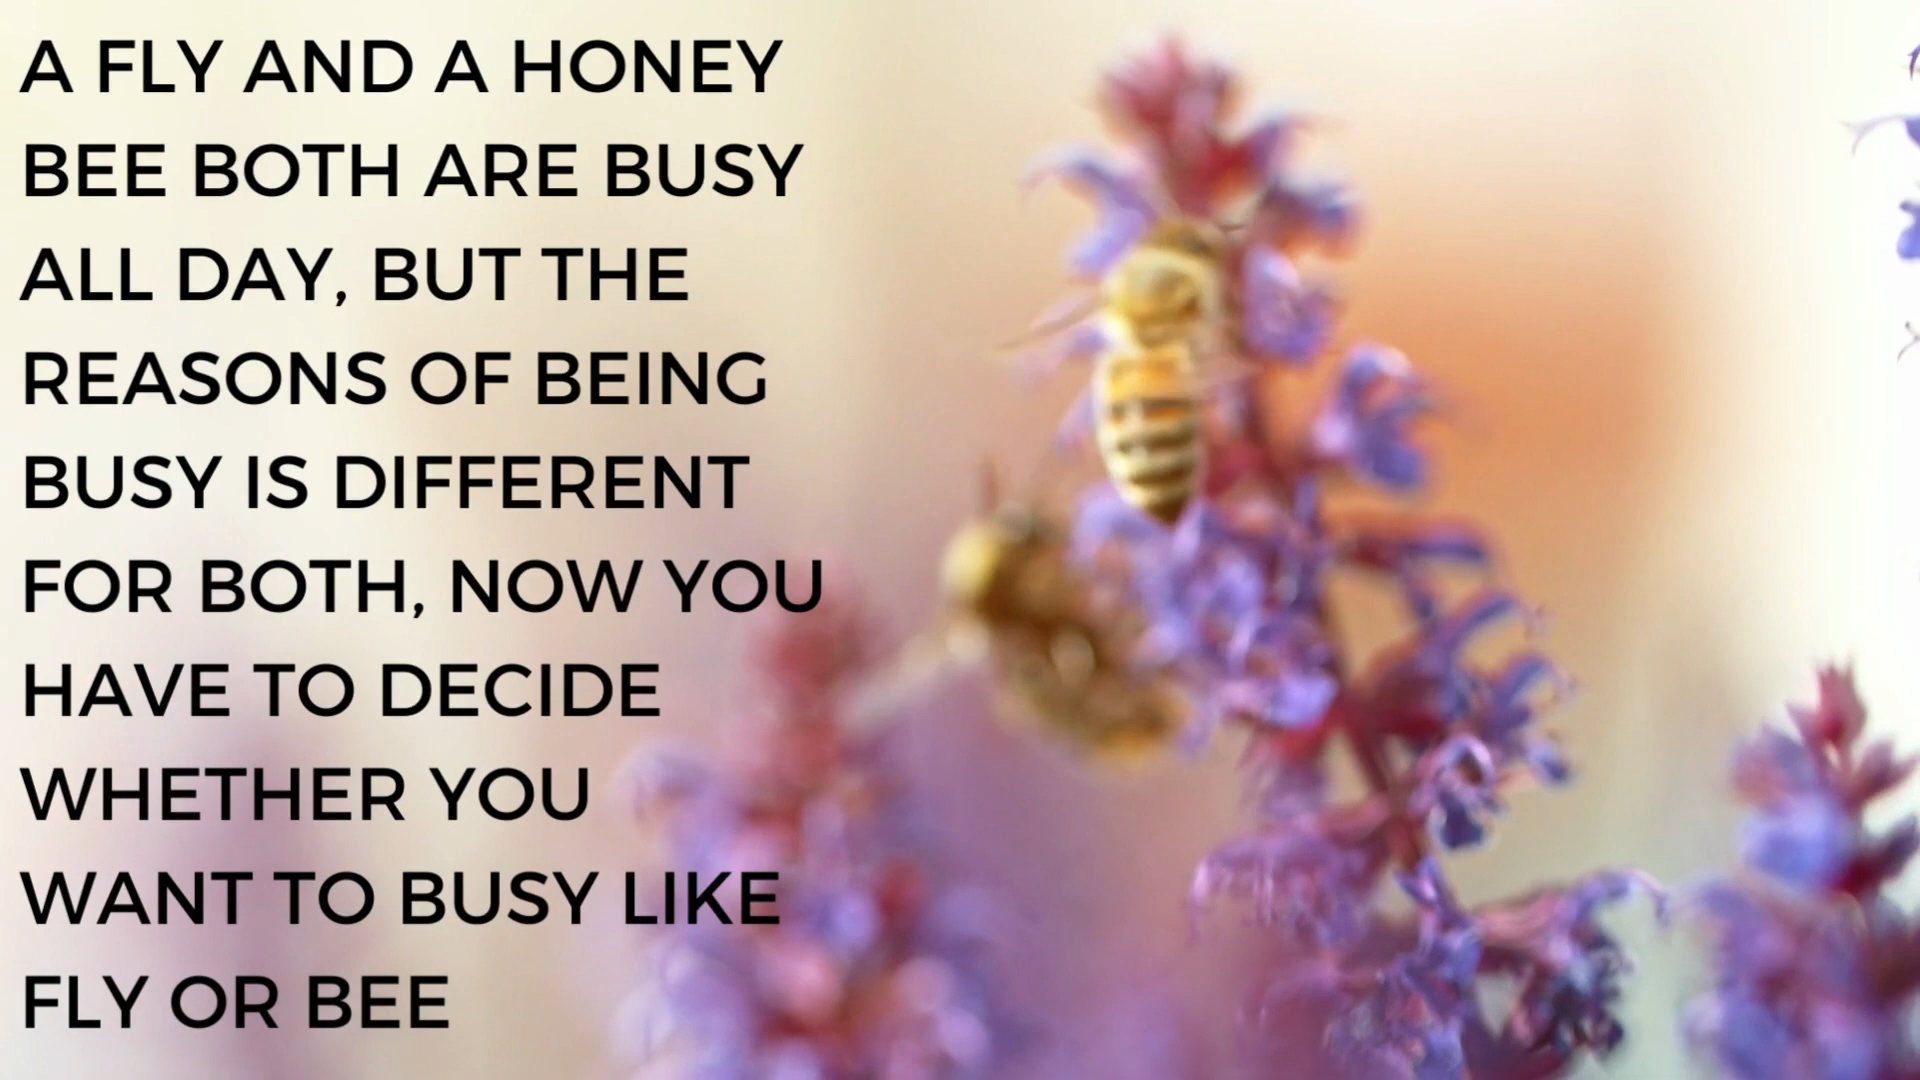 A FLY AND A HONEY
BEE BOTH ARE BUSY
ALL DAY, BUT THE
REASONS OF BEING
BUSY IS DIFFERENT
FOR BOTH, NOW YOU
HAVE TO DECIDE
WHETHER YOU
WANT TO BUSY LIKE
FLY OR BEE